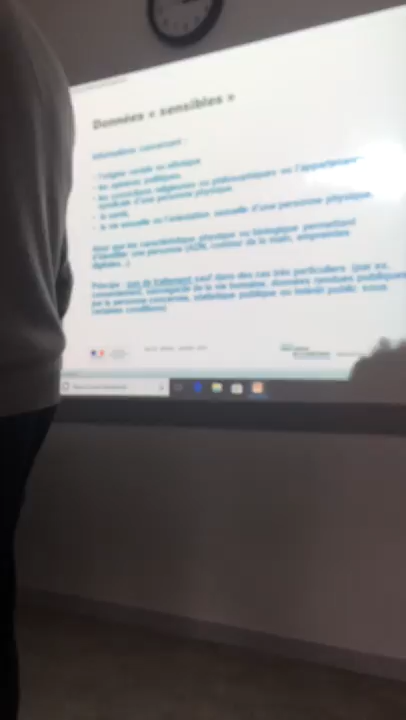 Données « sensibles »
Informations concernant :
- l'origine raciale ou ethnique
- les opinions politiques,
- les convictions religieuses ou philosophiques ou l'appartenance
syndicale d'une personne physique,
- la santé,
- la vie sexuelle ou l'orientation sexuelle d'une personne physique,
Ainsi que les caractéristiques physique ou biologique permettant
d'identifier une personne (ADN, contour de la main, empreintes
digitales..)
Principe : non de traitement sauf dans des cas très particuliers (par ex.
consentement, sauvegarde de la vie humaine, données rendues publiques
par la personne concernée, statistique publique ou intérêt public sous
certaines conditions)